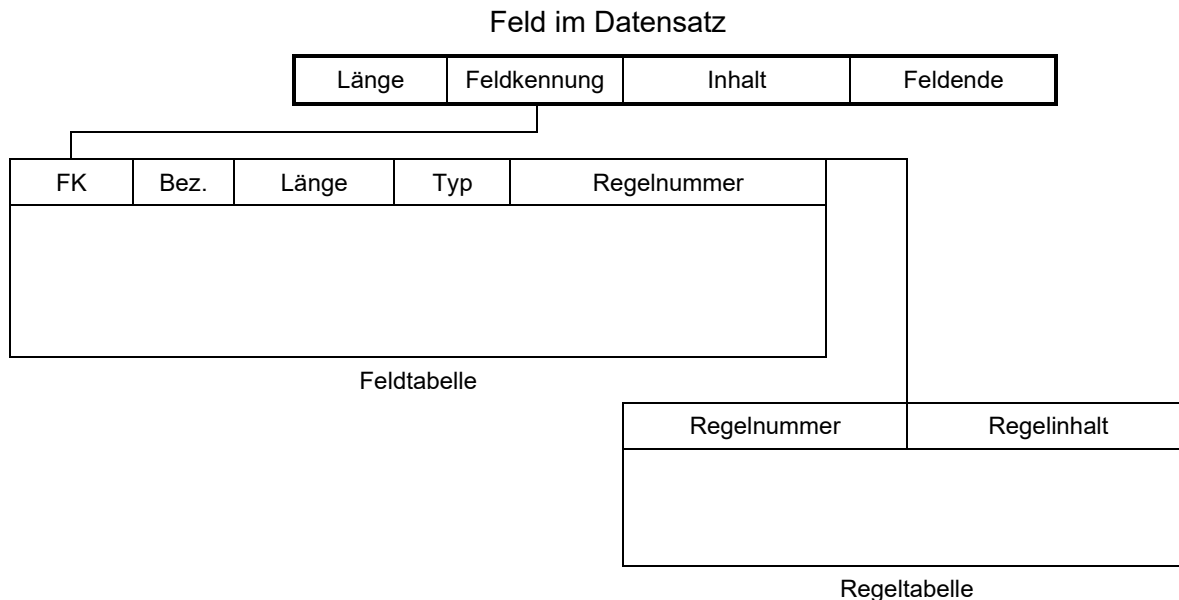 Feld im Datensatz
Länge Feldkennung Inhalt Feldende
FK Bez. Länge Typ Regelnummer
Feldtabelle
Regelnummer Regelinhalt
Regeltabelle